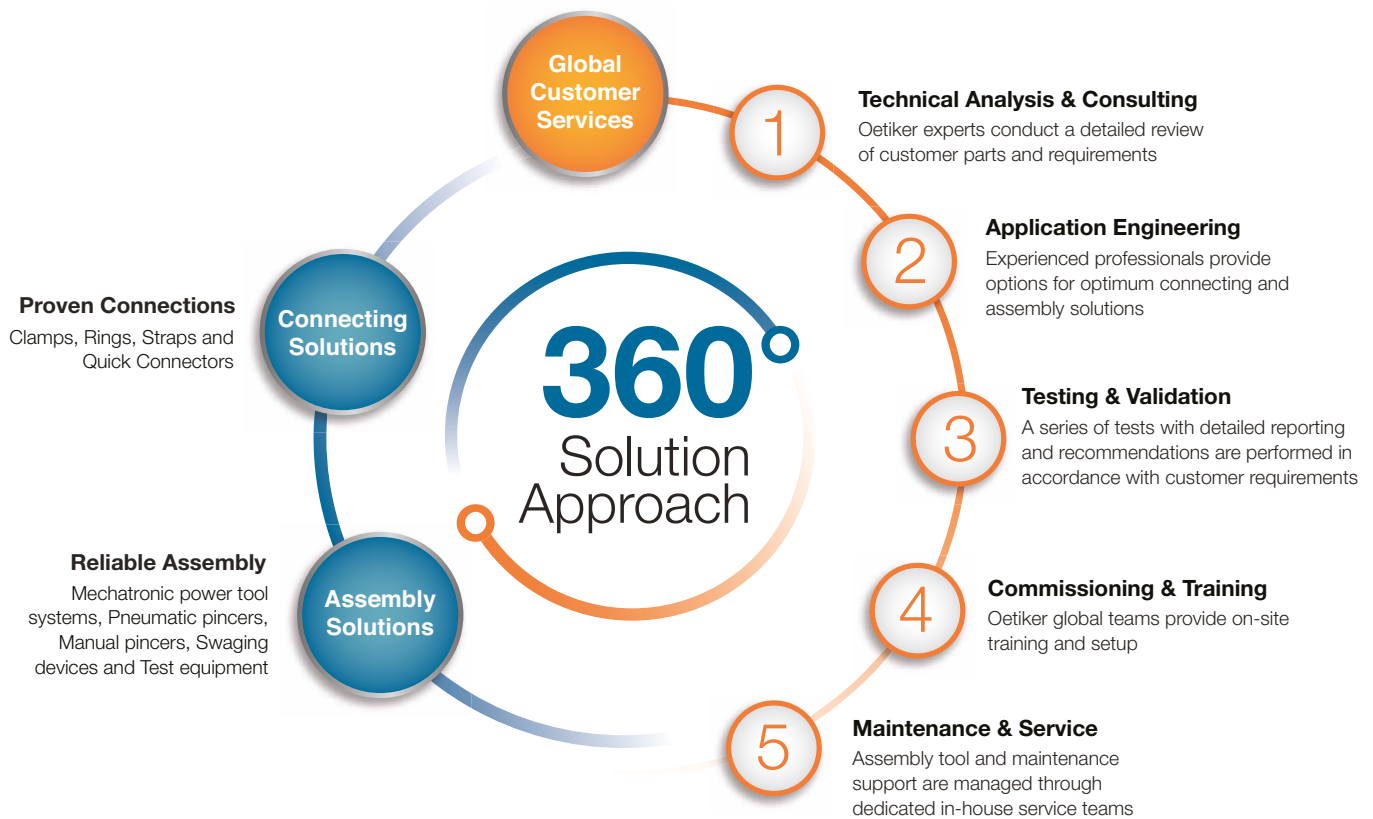 Global
Customer
Services
1
Technical Analysis & Consulting
Oetiker experts conduct a detailed review
of customer parts and requirements
2
Application Engineering
Experienced professionals provide
options for optimum connecting and
assembly solutions
3
Testing & Validation
A series of tests with detailed reporting
and recommendations are performed in
accordance with customer requirements
4
Commissioning & Training
Oetiker global teams provide on-site
training and setup
5
Maintenance & Service
Assembly tool and maintenance
support are managed through
dedicated in-house service teams
Proven Connections
Clamps, Rings, Straps and
Quick Connectors
Connecting
Solutions
Reliable Assembly
Mechatronic power tool
systems, Pneumatic pincers,
Manual pincers, Swaging
devices and Test equipment
Assembly
Solutions
360°
Solution
Approach